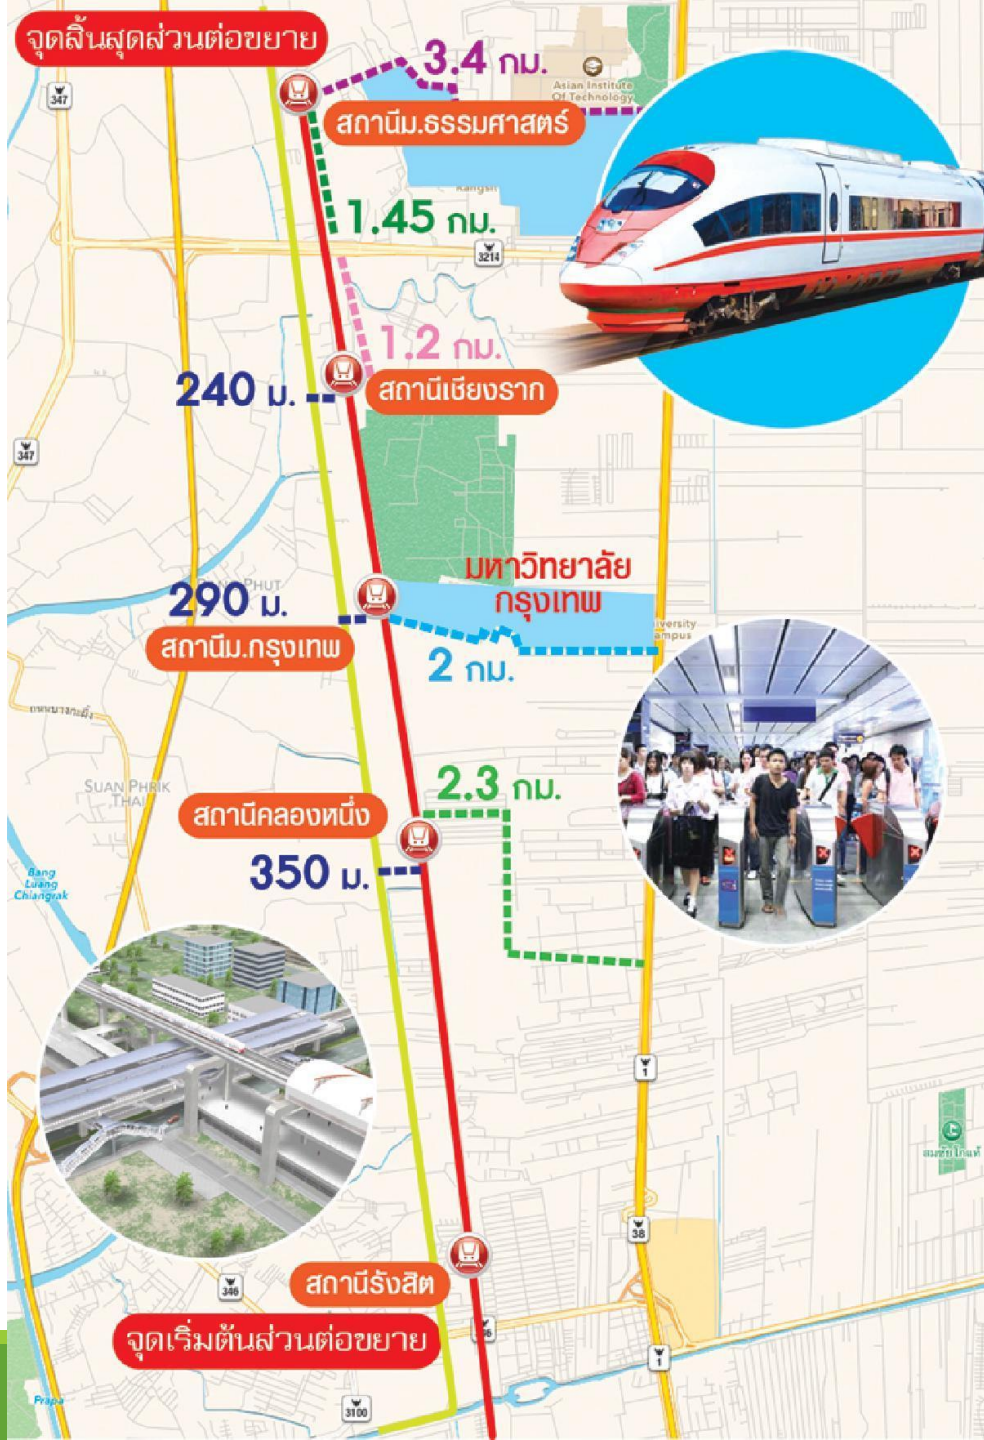 จุดสิ้นสุดส่วนต่อขยาย
3.4 กม.
Asian Institute
Of Technology
347
สถานีม.ธรรมศาสตร์
Rangsit
1.45 กม.
3214
1.2 กม.
240 ม.
สถานีเชียงราก
347
มหาวิทยาลัย
กรุงเทพ
PHUT
290 ม.
สถานีม.กรุงเทพ
2 กม.
SUAN PHRIK
THAI
2.3 กม.
สถานีคลองหนึ่ง
350 ม.
Bang
Luang
Chiangrak
1
38
สถานีรังสิต
346
จุดเริ่มต้นส่วนต่อขยาย
1
Prapa
3100